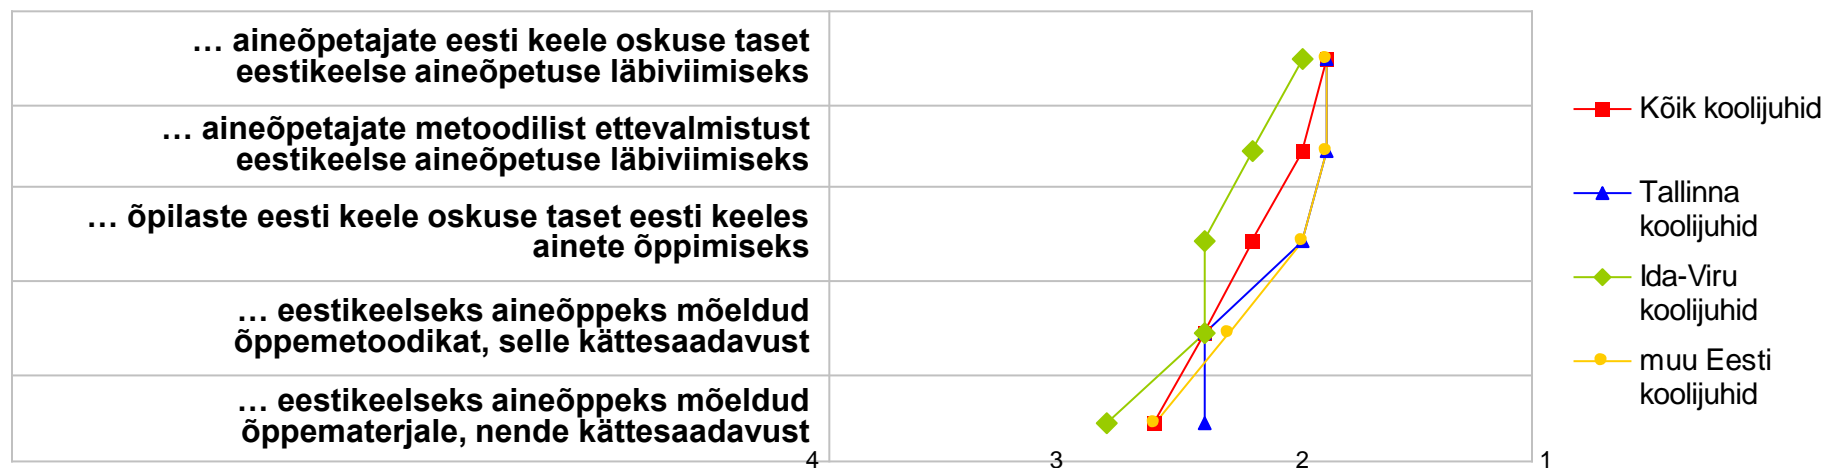 … aineõpetajate eesti keele oskuse taset
eestikeelse aineõpetuse läbiviimiseks
… aineõpetajate metoodilist ettevalmistust
eestikeelse aineõpetuse läbiviimiseks
… õpilaste eesti keele oskuse taset eesti keeles
ainete õppimiseks
… eestikeelseks aineõppeks mõeldud
õppemetoodikat, selle kättesaadavust
… eestikeelseks aineõppeks mõeldud
õppematerjale, nende kättesaadavust
4 3 2 1
Kõik koolijuhid
Tallinna
koolijuhid
Ida-Viru
koolijuhid
muu Eesti
koolijuhid